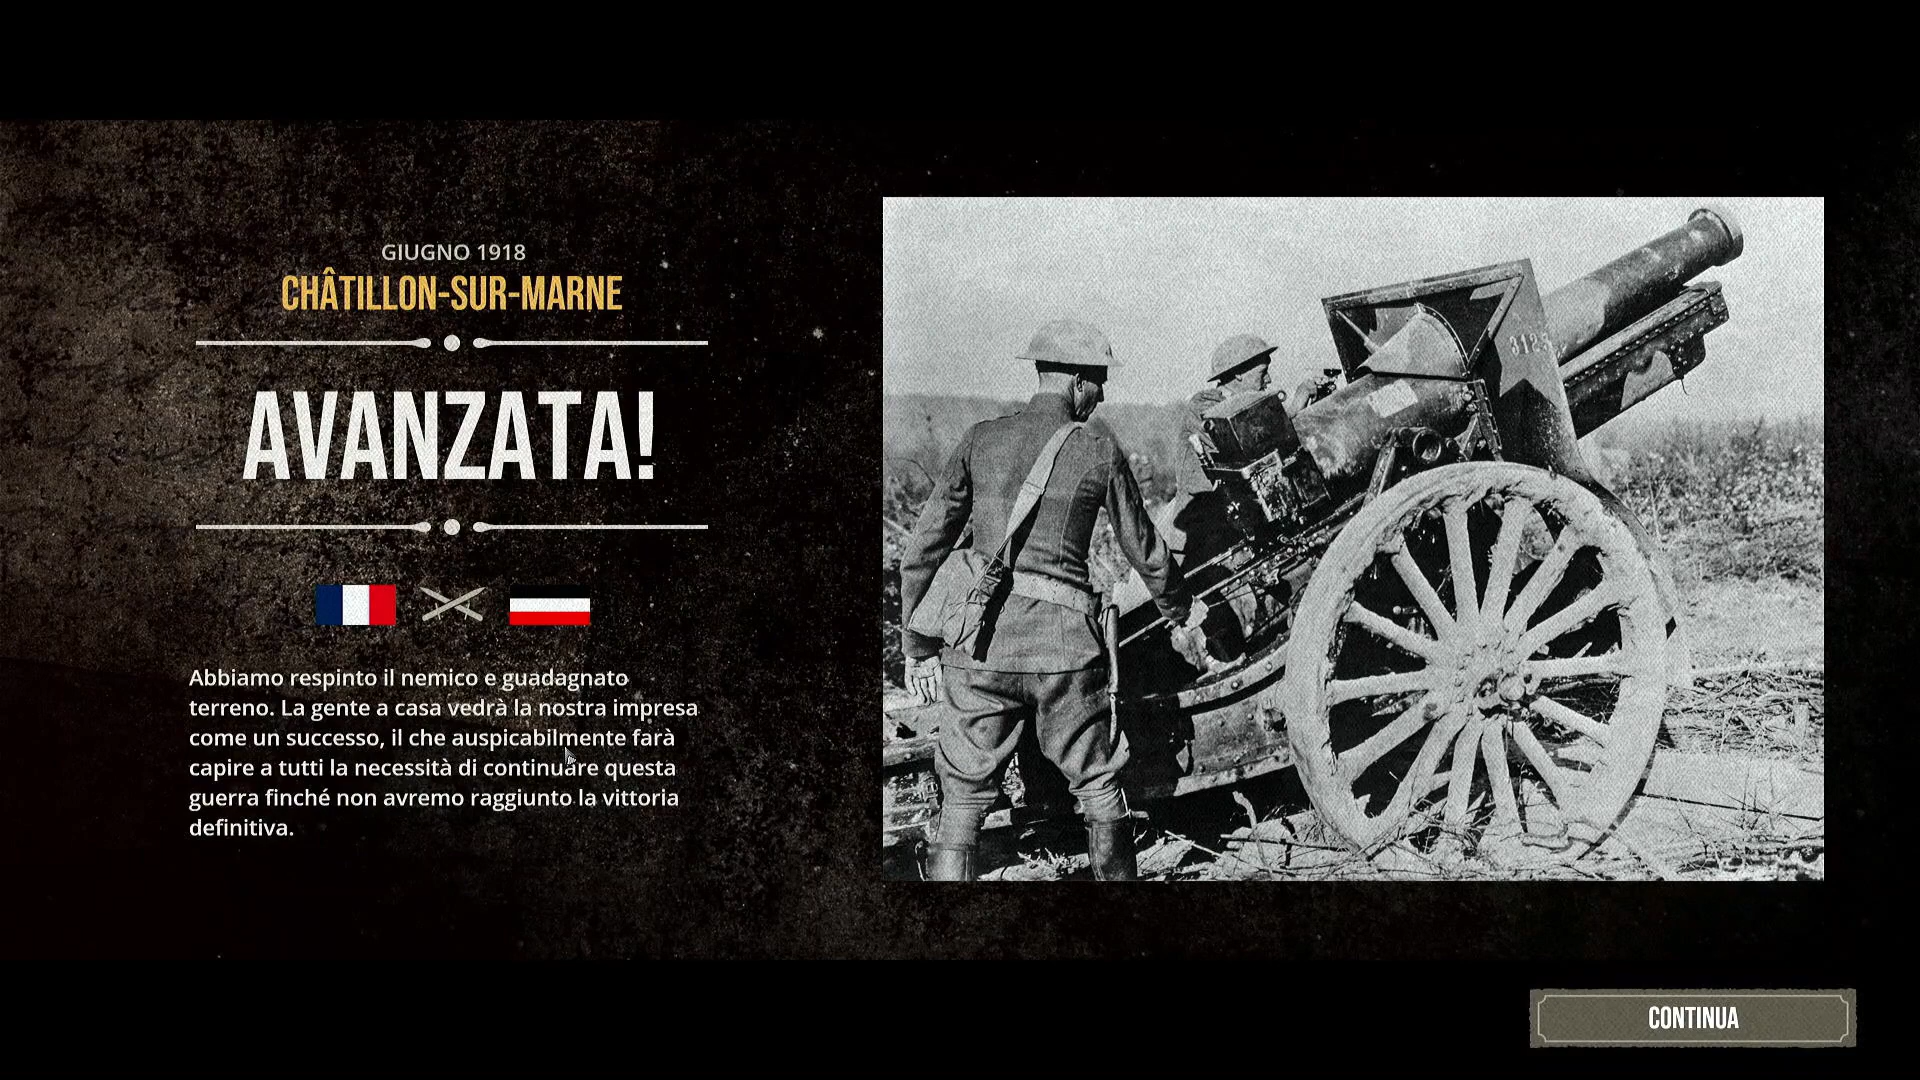 GIUGNO 1918
CHÂTILLON-SUR-MARNE
AVANZATA!
Abbiamo respinto il nemico e guadagnato
terreno. La gente a casa vedrà la nostra impresa
come un successo, il che auspicabilmente farà
capire a tutti la necessità di continuare questa
guerra finché non avremo raggiunto la vittoria
definitiva.
CONTINUA